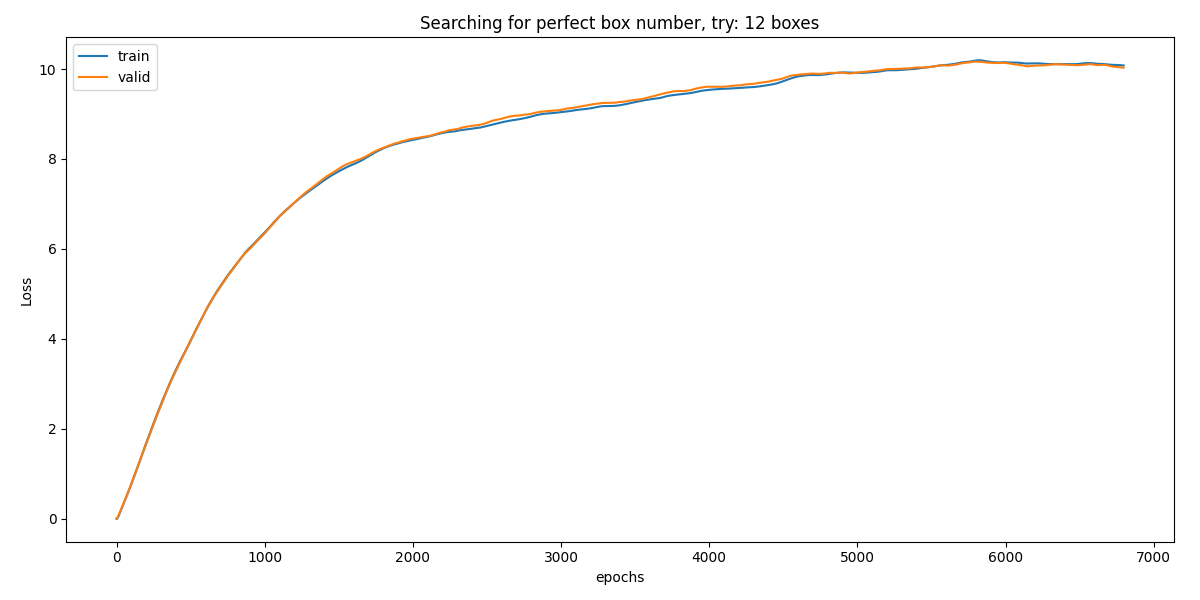 Searching for perfect box number, try: 12 boxes
train
valid
Loss
10
8
6
4
2
0
0 1000 2000 3000 4000 5000 6000 7000
epochs